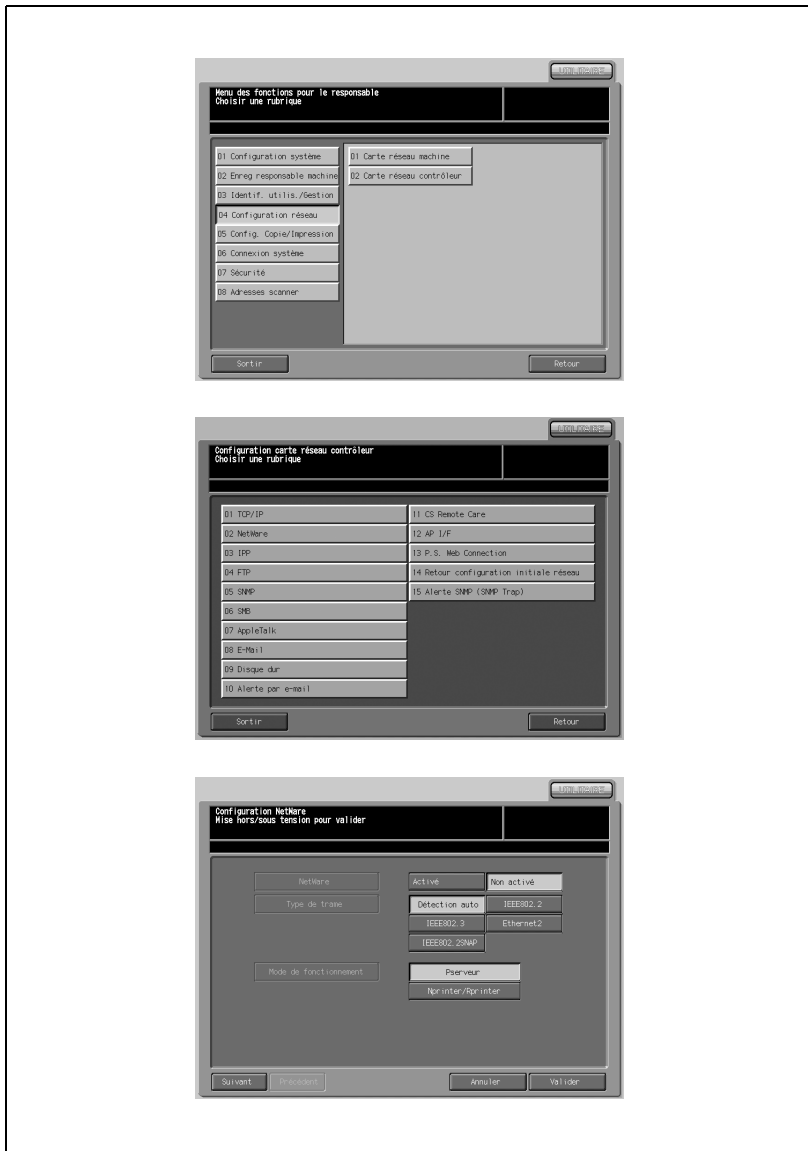 UTILITAIRE
Menu des fonctions pour le responsable
Choisir une rubrique
01 Configuration système
02 Enreg responsable machine
03 Identif. utilis./Gestion
04 Configuration réseau
05 Config. Copie/Impression
06 Connexion système
07 Sécurité
08 Adresses scanner
01 Carte réseau machine
02 Carte réseau contrôleur
Sortir
Retour
UTILITAIRE
Configuration carte réseau contrôleur
Choisir une rubrique
01 TCP/IP
02 NetWare
03 IPP
04 FTP
05 SNMP
06 SMB
07 AppleTalk
08 E-Mail
09 Disque dur
10 Alerte par e-mail
11 CS Remote Care
12 AP I/F
13 P.S. Web Connection
14 Retour configuration initiale réseau
15 Alerte SNMP (SNMP Trap)
Sortir
Retour
UTILITAIRE
Configuration NetWare
Mise hors/sous tension pour valider
NetWare
Activé
Non activé
Type de trame
Détection auto
IEEE802.2
IEEE802.3
Ethernet2
IEEE802.2SNAP
Mode de fonctionnement
Pserveur
Nprinter/Rprinter
Suivant
Précédent
Annuler
Valider